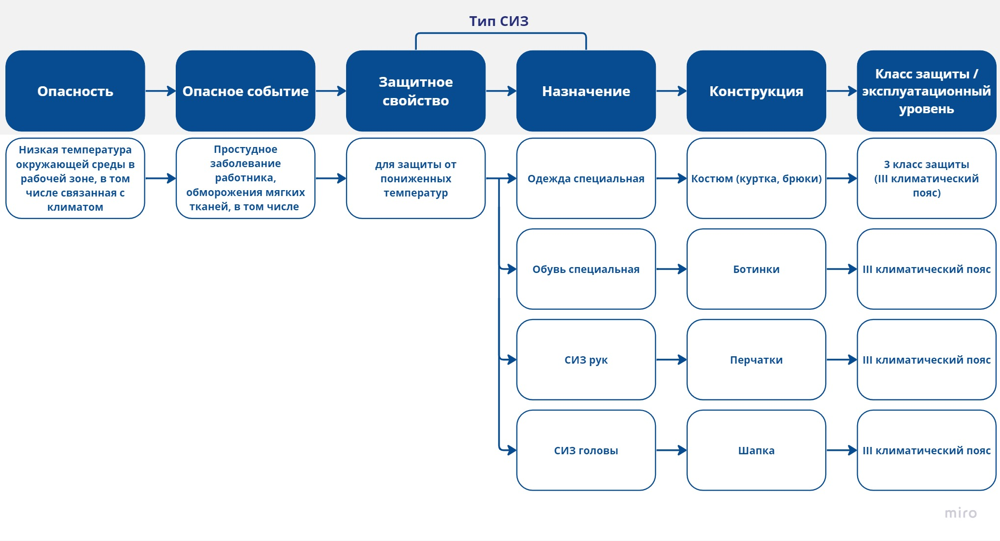 Тип СИЗ
Опасность
Опасное событие
Защитное
свойство
Назначение
Конструкция
Класс защиты /
эксплуатационный
уровень
Низкая температура
окружающей среды в
рабочей зоне, в том
числе связанная с
климатом
Простудное
заболевание
работника,
обморожения мягких
тканей, в том числе
для защиты от
пониженных
температур
Одежда специальная
Костюм (куртка, брюки)
3 класс защиты
(III климатический
пояс)
Обувь специальная
Ботинки
III климатический пояс
СИЗ рук
Перчатки
III климатический пояс
СИЗ головы
Шапка
III климатический пояс
miro